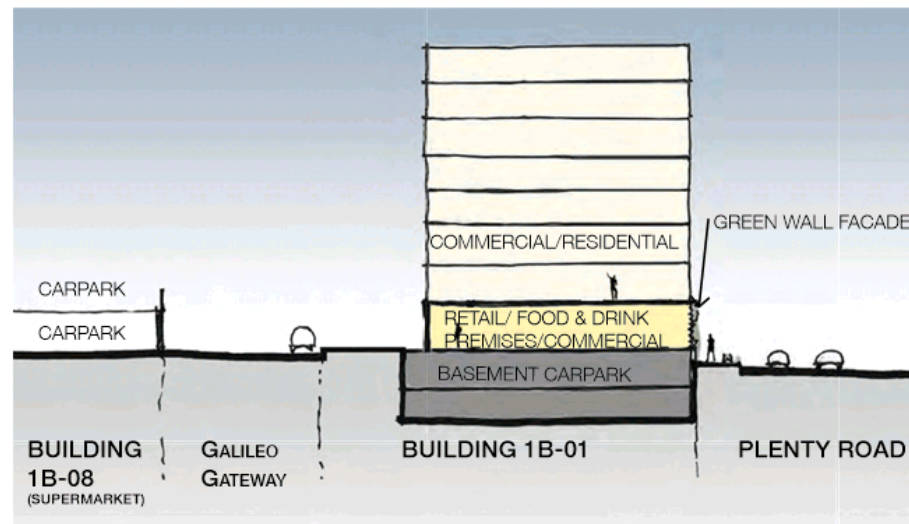 GREEN WALL FACADE
COMMERCIAL/RESIDENTIAL
CARPARK
RETAIL/ FOOD & DRINK
PREMISES/COMMERCIAL
CARPARK
BASEMENT CARPARK
BUILDING
1B-08
(SUPERMARKET)
GALILEO
GATEWAY
BUILDING 1B-01
PLENTY ROAD